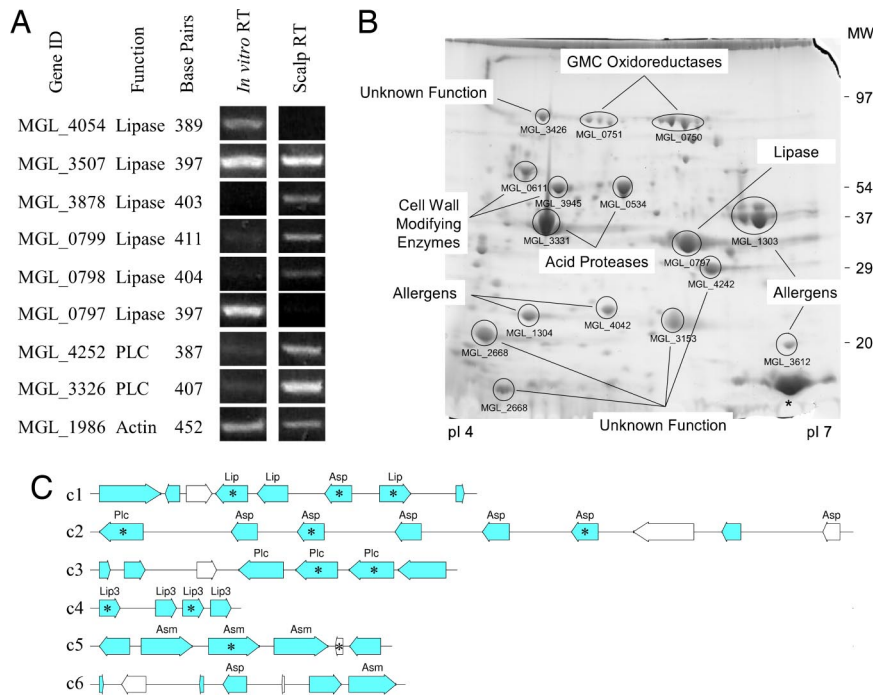 A
Gene ID Function Base Pairs In vitro RT Scalp RT
MGL_4054 Lipase 389
MGL_3507 Lipase 397
MGL_3878 Lipase 403
MGL_0799 Lipase 411
MGL_0798 Lipase 404
MGL_0797 Lipase 397
MGL_4252 PLC 387
MGL_3326 PLC 407
MGL_1986 Actin 452
B
MW
GMC Oxidoreductases
Unknown Function
- 97
MGL_3426
MGL_0751
MGL_0750
Lipase
MGL_0611
MGL_3945
MGL_0534
- 54
Cell Wall
Modifying
Enzymes
- 37
MGL_3331
MGL_1303
Acid Proteases
MGL_0797
MGL_4242
- 29
Allergens
Allergens
MGL_1304
MGL_4042
MGL_2668
MGL_3153
MGL_3612
- 20
*
MGL_2668
Unknown Function
pI 4
pI 7
C
Lip Lip Asp Lip
c1 * * *
Plc Asp Asp Asp Asp Asp Asp
c2 * * *
Plc Plc Plc
c3 * *
Lip3 Lip3 Lip3 Lip3
c4 * *
Asm Asm Asm
c5 * *
Asp Asm
c6